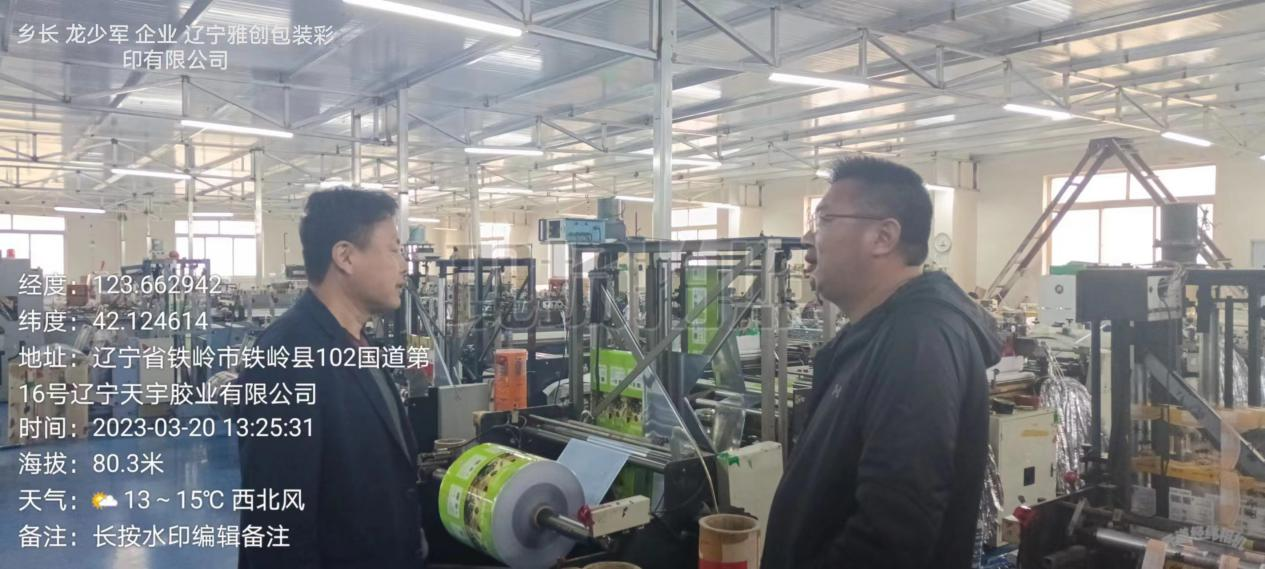 乡长 龙少军 企业 辽宁雅创包装彩
印有限公司
经度：123.662942
纬度：42.124614
地址：辽宁省铁岭市铁岭县102国道第
16号辽宁天宇胶业有限公司
时间：2023-03-20 13:25:31
海拔：80.3米
天气：13 ~ 15℃ 西北风
备注：长按水印编辑备注